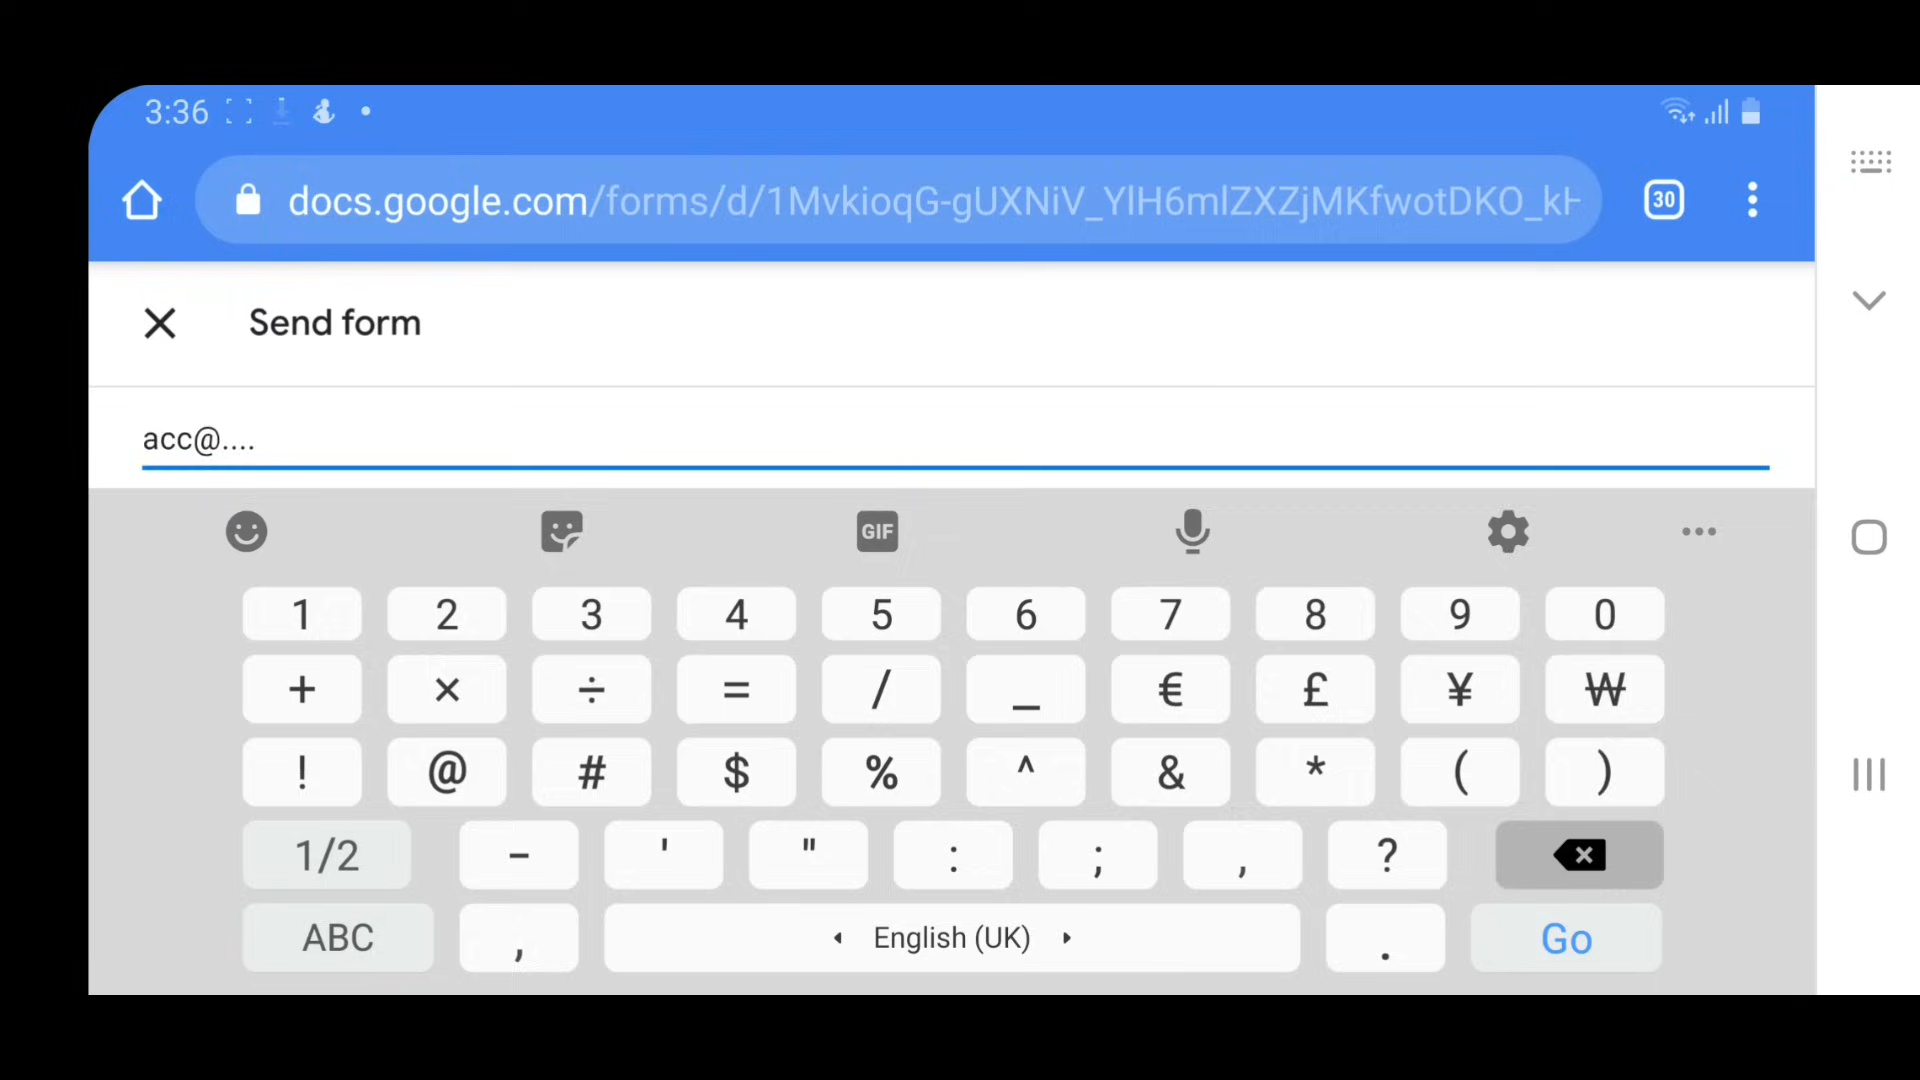 3:36
docs.google.com/forms/d/1MvkioqG-gUXNiV_YlH6mlZXZjMKfwotDKO_kH
30
Send form
acc@....
GIF
1 2 3 4 5 6 7 8 9 0
+ × ÷ = / _ € £ ¥ ₩
! @ # $ % ^ & * ( )
1/2 - ' " : ; , ?
ABC , English (UK) . Go